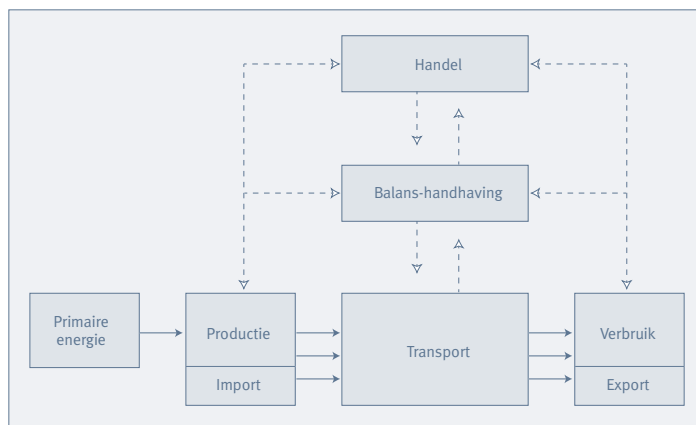 Handel
Balans-handhaving
Primaire
energie
Productie
Import
Transport
Verbruik
Export